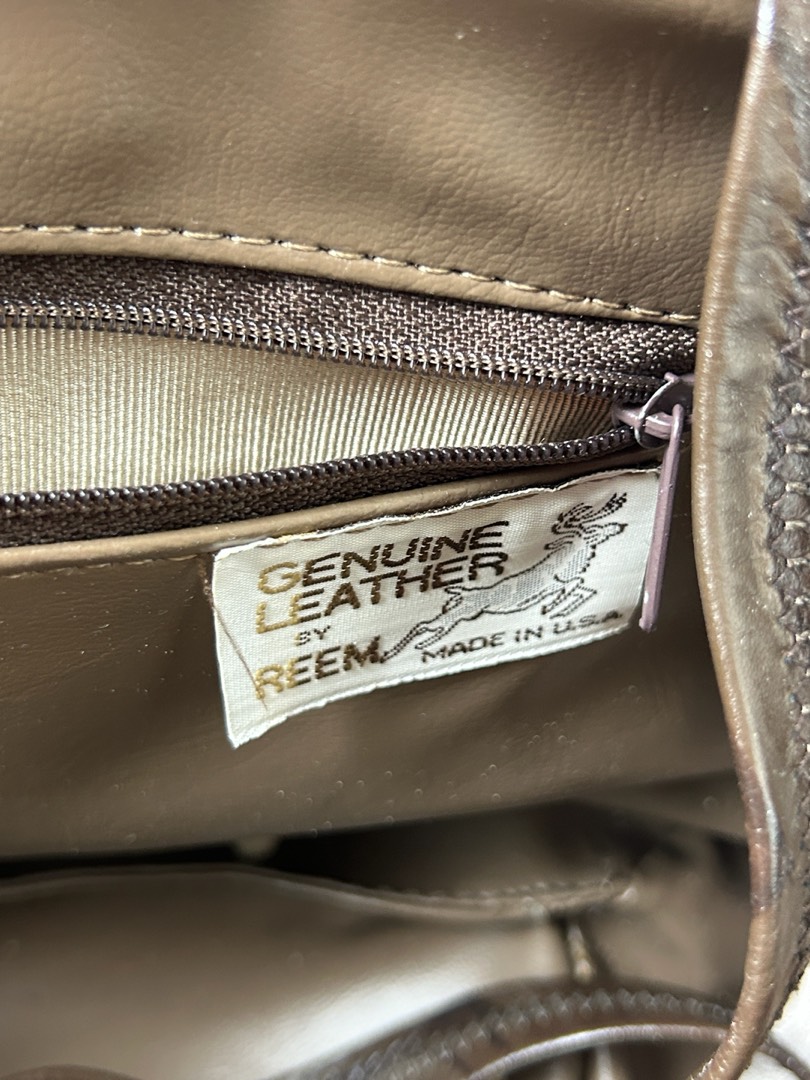 GENUINE
LEATHER
BY
REEM
MADE IN U.S.A.